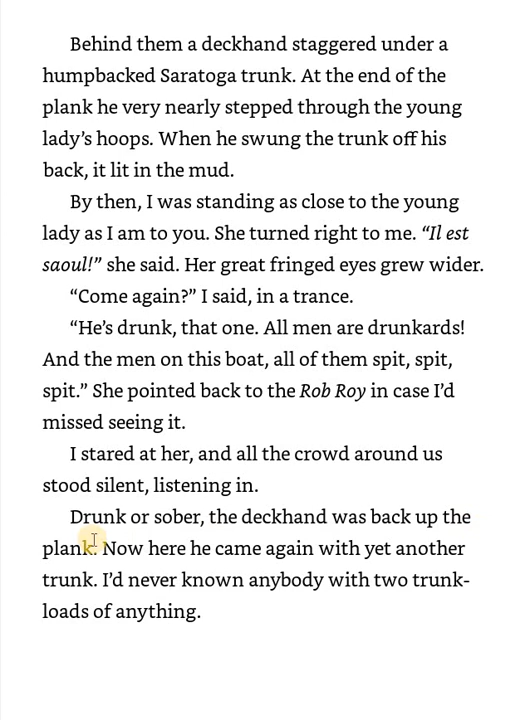 Behind them a deckhand staggered under a
humpbacked Saratoga trunk. At the end of the
plank he very nearly stepped through the young
lady’s hoops. When he swung the trunk off his
back, it lit in the mud.
By then, I was standing as close to the young
lady as I am to you. She turned right to me. “Il est
saoul!” she said. Her great fringed eyes grew wider.
“Come again?” I said, in a trance.
“He’s drunk, that one. All men are drunkards!
And the men on this boat, all of them spit, spit,
spit.” She pointed back to the Rob Roy in case I’d
missed seeing it.
I stared at her, and all the crowd around us
stood silent, listening in.
Drunk or sober, the deckhand was back up the
plank. Now here he came again with yet another
trunk. I’d never known anybody with two trunk-
loads of anything.